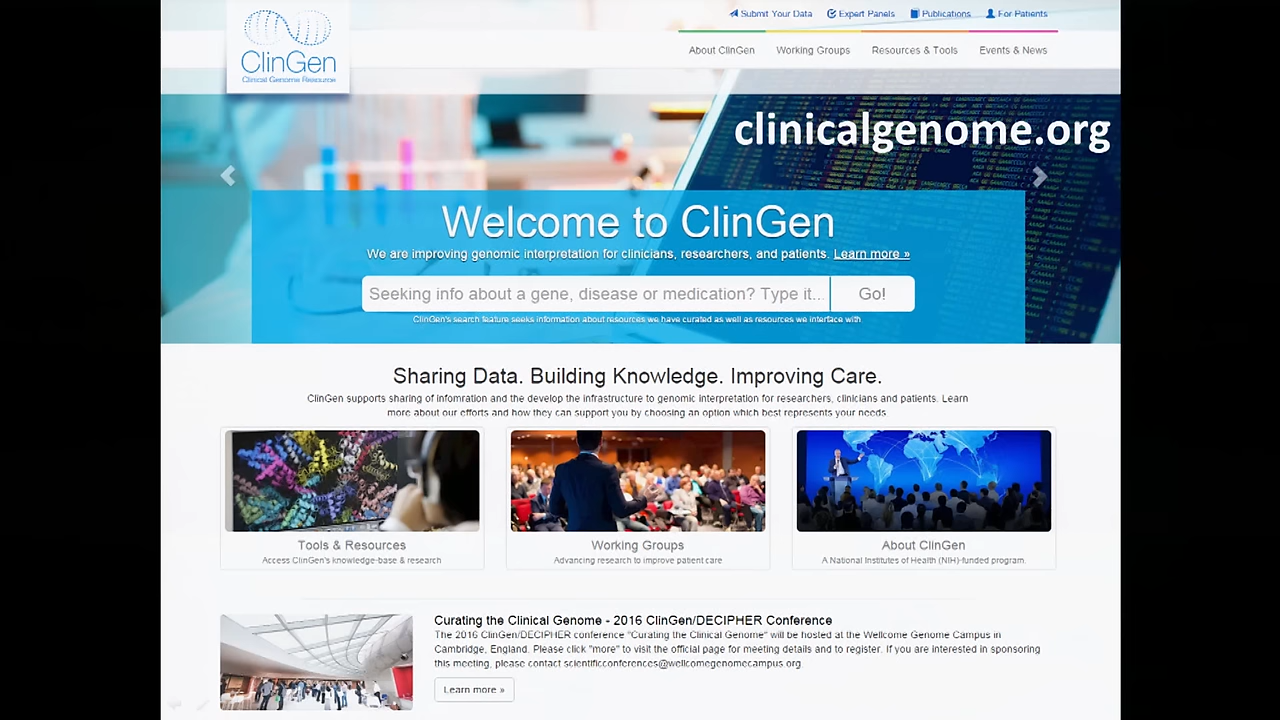 Submit Your Data Expert Panels Publications For Patients
ClinGen
Clinical Genome Resource
About ClinGen Working Groups Resources & Tools Events & News
clinicalgenome.org
Welcome to ClinGen
We are improving genomic interpretation for clinicians, researchers, and patients. Learn more »
Seeking info about a gene, disease or medication? Type it... Go!
ClinGen's search feature seeks information about resources we have curated as well as resources we interface with
Sharing Data. Building Knowledge. Improving Care.
ClinGen supports sharing of infomration and the develop the infrastructure to genomic interpretation for researchers, clinicians and patients. Learn
more about our efforts and how they can support you by choosing an option which best represents your needs
Tools & Resources
Access ClinGen's knowledge-base & research
Working Groups
Advancing research to improve patient care
About ClinGen
A National Institutes of Health (NIH)-funded program.
Curating the Clinical Genome - 2016 ClinGen/DECIPHER Conference
The 2016 ClinGen/DECIPHER conference "Curating the Clinical Genome" will be hosted at the Wellcome Genome Campus in
Cambridge, England. Please click "more" to visit the official page for meeting details and to register. If you are interested in sponsoring
this meeting, please contact scientificconferences@wellcomegenomecampus.org
Learn more »